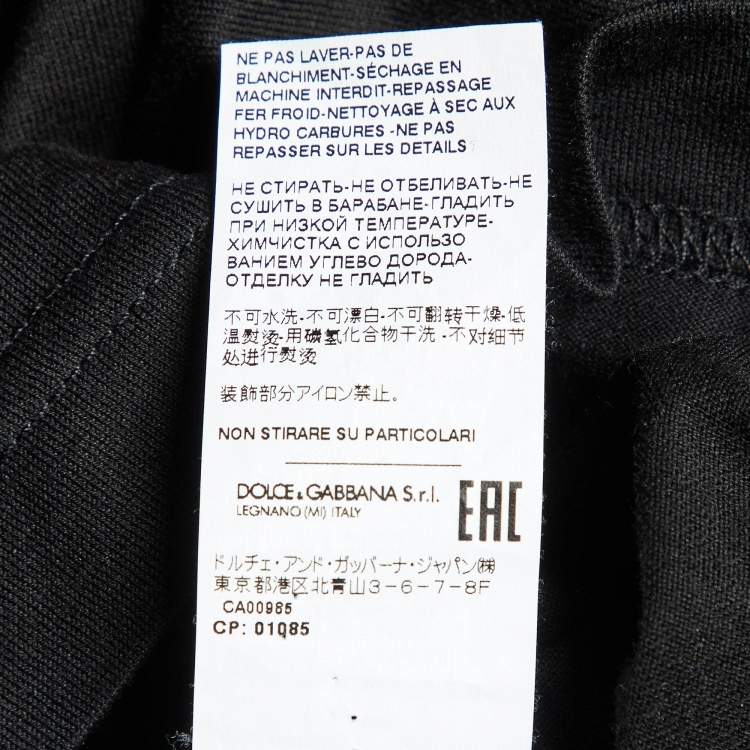 NE PAS LAVER-PAS DE
BLANCHIMENT-SÉCHAGE EN
MACHINE INTERDIT-REPASSAGE
FER FROID-NETTOYAGE À SEC AUX
HYDRO CARBURES -NE PAS
REPASSER SUR LES DETAILS
НЕ СТИРАТЬ-НЕ ОТБЕЛИВАТЬ-НЕ
СУШИТЬ В БАРАБАНЕ-ГЛАДИТЬ
ПРИ НИЗКОЙ ТЕМПЕРАТУРЕ-
ХИМЧИСТКА С ИСПОЛЬЗО
ВАНИЕМ УГЛЕВО ДОРОДА-
ОТДЕЛКУ НЕ ГЛАДИТЬ
不可水洗-不可漂白-不可翻转干燥-低
温熨烫-用碳氢化合物干洗-不对细节
处进行熨烫
装飾部分アイロン禁止。
NON STIRARE SU PARTICOLARI
DOLCE & GABBANA S.r.l.
LEGNANO (MI) ITALY
EAC
ドルチェ・アンド・ガッバーナ・ジャパン㈱
東京都港区北青山3-6-7-8F
CA00985
CP: 01085